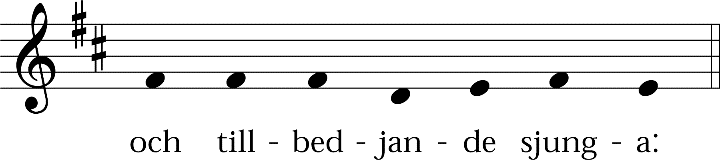 och till - bed - jan - de sjung - a: